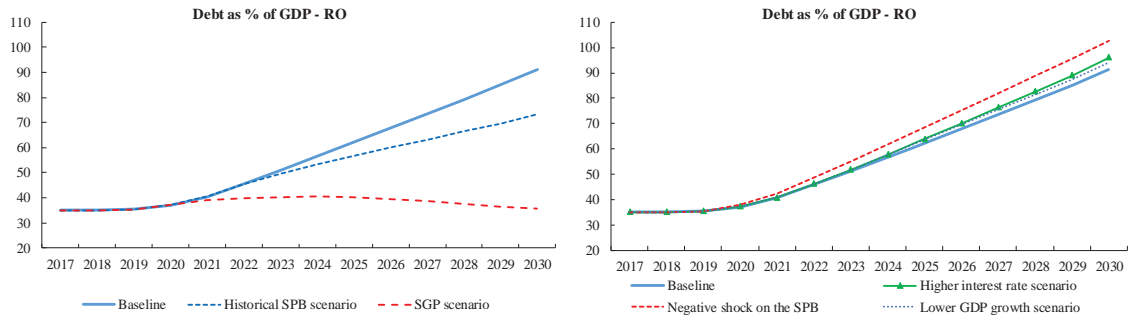 Debt as % of GDP - RO
110
100
90
80
70
60
50
40
30
20
2017 2018 2019 2020 2021 2022 2023 2024 2025 2026 2027 2028 2029 2030
Baseline Historical SPB scenario SGP scenario
Debt as % of GDP - RO
110
100
90
80
70
60
50
40
30
20
2017 2018 2019 2020 2021 2022 2023 2024 2025 2026 2027 2028 2029 2030
Baseline Higher interest rate scenario
Negative shock on the SPB Lower GDP growth scenario